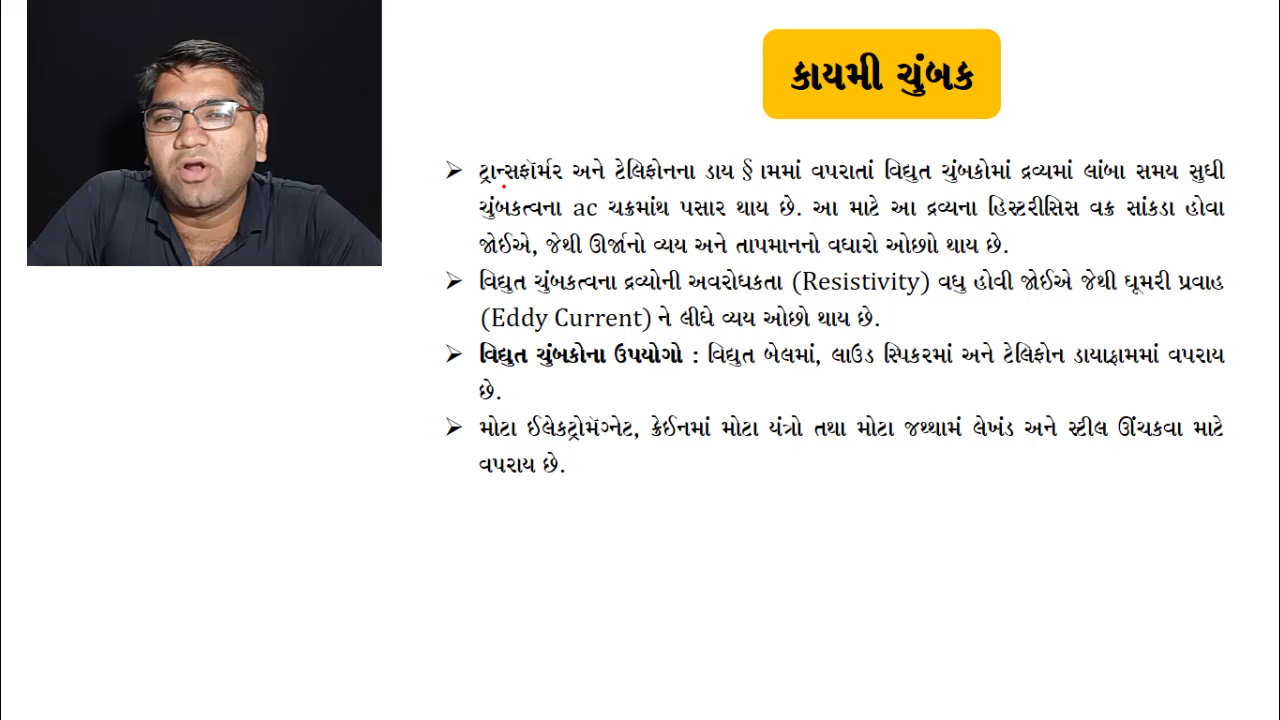 કાયમી ચુંબક
➢ ટ્રાન્સફૉર્મર અને ટેલિફોનના ડાય § ામમાં વપરાતાં વિદ્યુત ચુંબકોમાં દ્રવ્યમાં લાંબા સમય સુધી
ચુંબકત્વના ac ચક્રમાંથ પસાર થાય છે. આ માટે આ દ્રવ્યના હિસ્ટરીસિસ વક્ર સાંકડા હોવા
જોઈએ, જેથી ઊર્જાનો વ્યય અને તાપમાનનો વધારો ઓછાો થાય છે.
➢ વિદ્યુત ચુંબકત્વના દ્રવ્યોની અવરોધકતા (Resistivity) વધુ હોવી જોઈએ જેથી ઘૂમરી પ્રવાહ
(Eddy Current) ને લીધે વ્યય ઓછો થાય છે.
➢ વિદ્યુત ચુંબકોના ઉપયોગો : વિદ્યુત બેલમાં, લાઉડ સ્પિકરમાં અને ટેલિફોન ડાયાફ્રામમાં વપરાય
છે.
➢ મોટા ઈલેકટ્રોમૅગ્નેટ, ક્રેઈનમાં મોટા યંત્રો તથા મોટા જથ્થામં લેખંડ અને સ્ટીલ ઊંચકવા માટે
વપરાય છે.